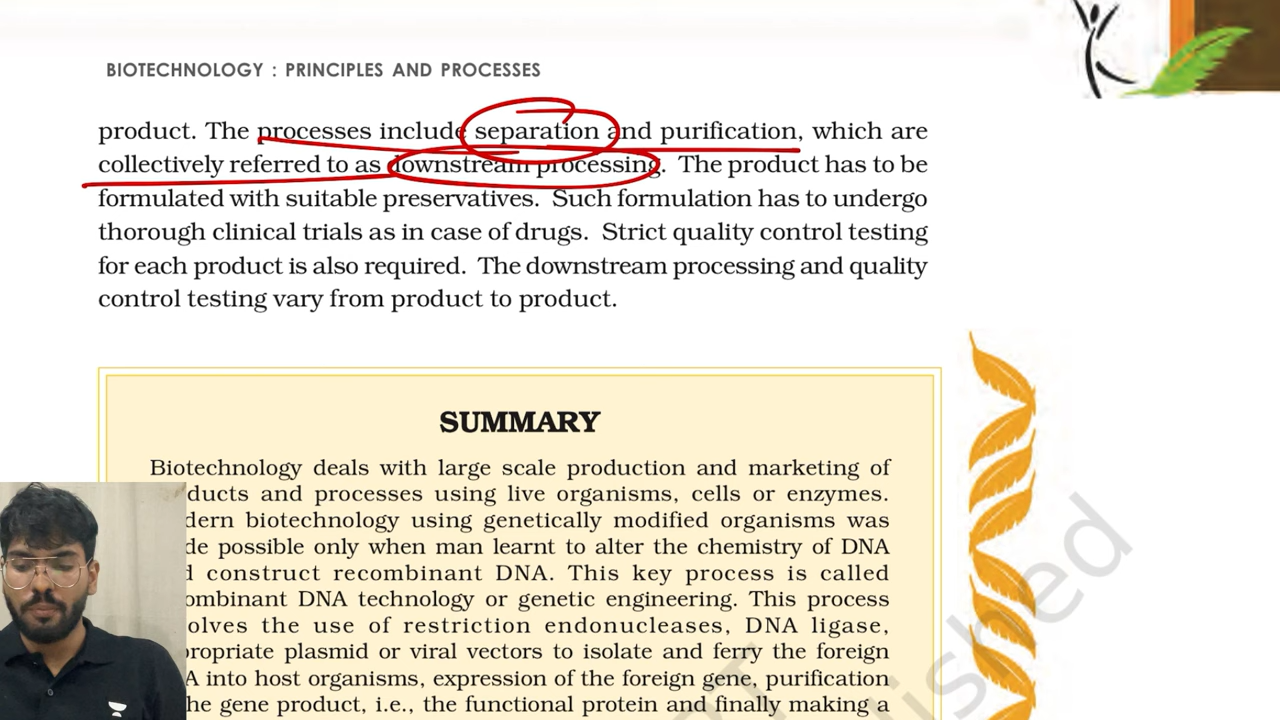 BIOTECHNOLOGY : PRINCIPLES AND PROCESSES
product. The processes include separation and purification, which are
collectively referred to as downstream processing. The product has to be
formulated with suitable preservatives. Such formulation has to undergo
thorough clinical trials as in case of drugs. Strict quality control testing
for each product is also required. The downstream processing and quality
control testing vary from product to product.
SUMMARY
Biotechnology deals with large scale production and marketing of
ducts and processes using live organisms, cells or enzymes.
dern biotechnology using genetically modified organisms was
de possible only when man learnt to alter the chemistry of DNA
construct recombinant DNA. This key process is called
ombinant DNA technology or genetic engineering. This process
olves the use of restriction endonucleases, DNA ligase,
ropriate plasmid or viral vectors to isolate and ferry the foreign
A into host organisms, expression of the foreign gene, purification
he gene product, i.e., the functional protein and finally making a